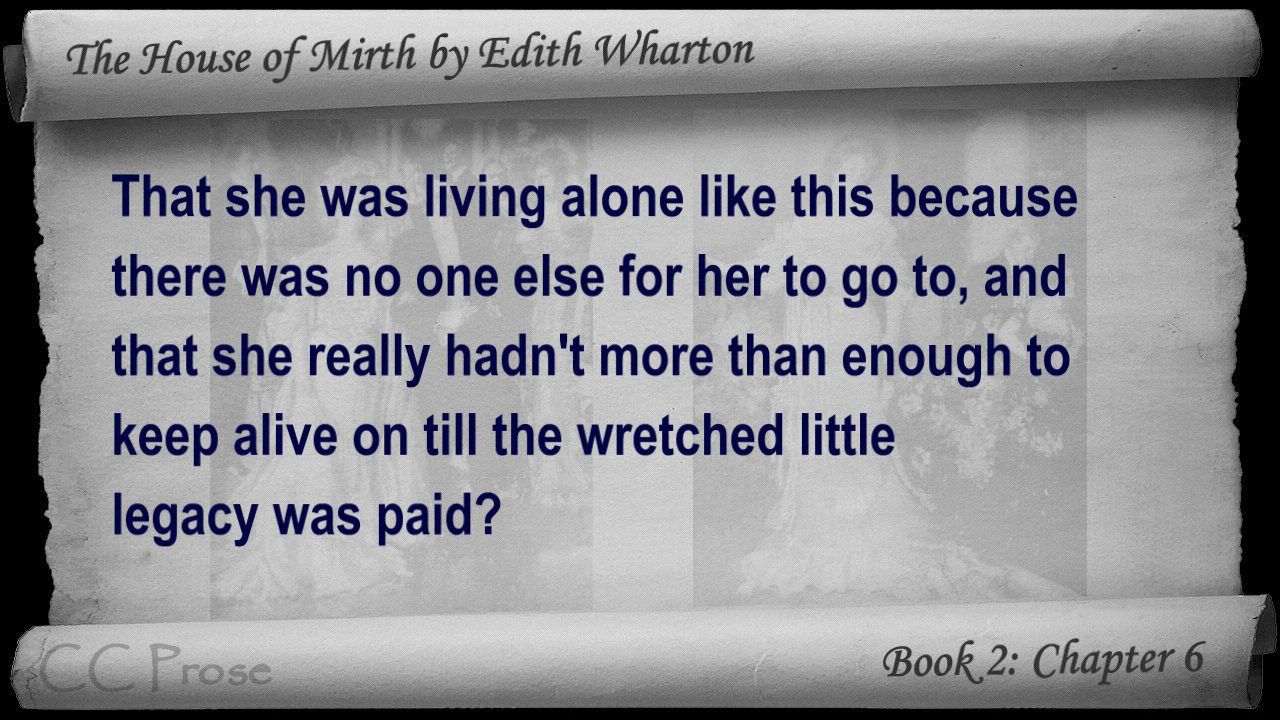 The House of Mirth by Edith Wharton
That she was living alone like this because
there was no one else for her to go to, and
that she really hadn't more than enough to
keep alive on till the wretched little
legacy was paid?
CC Prose
Book 2: Chapter 6